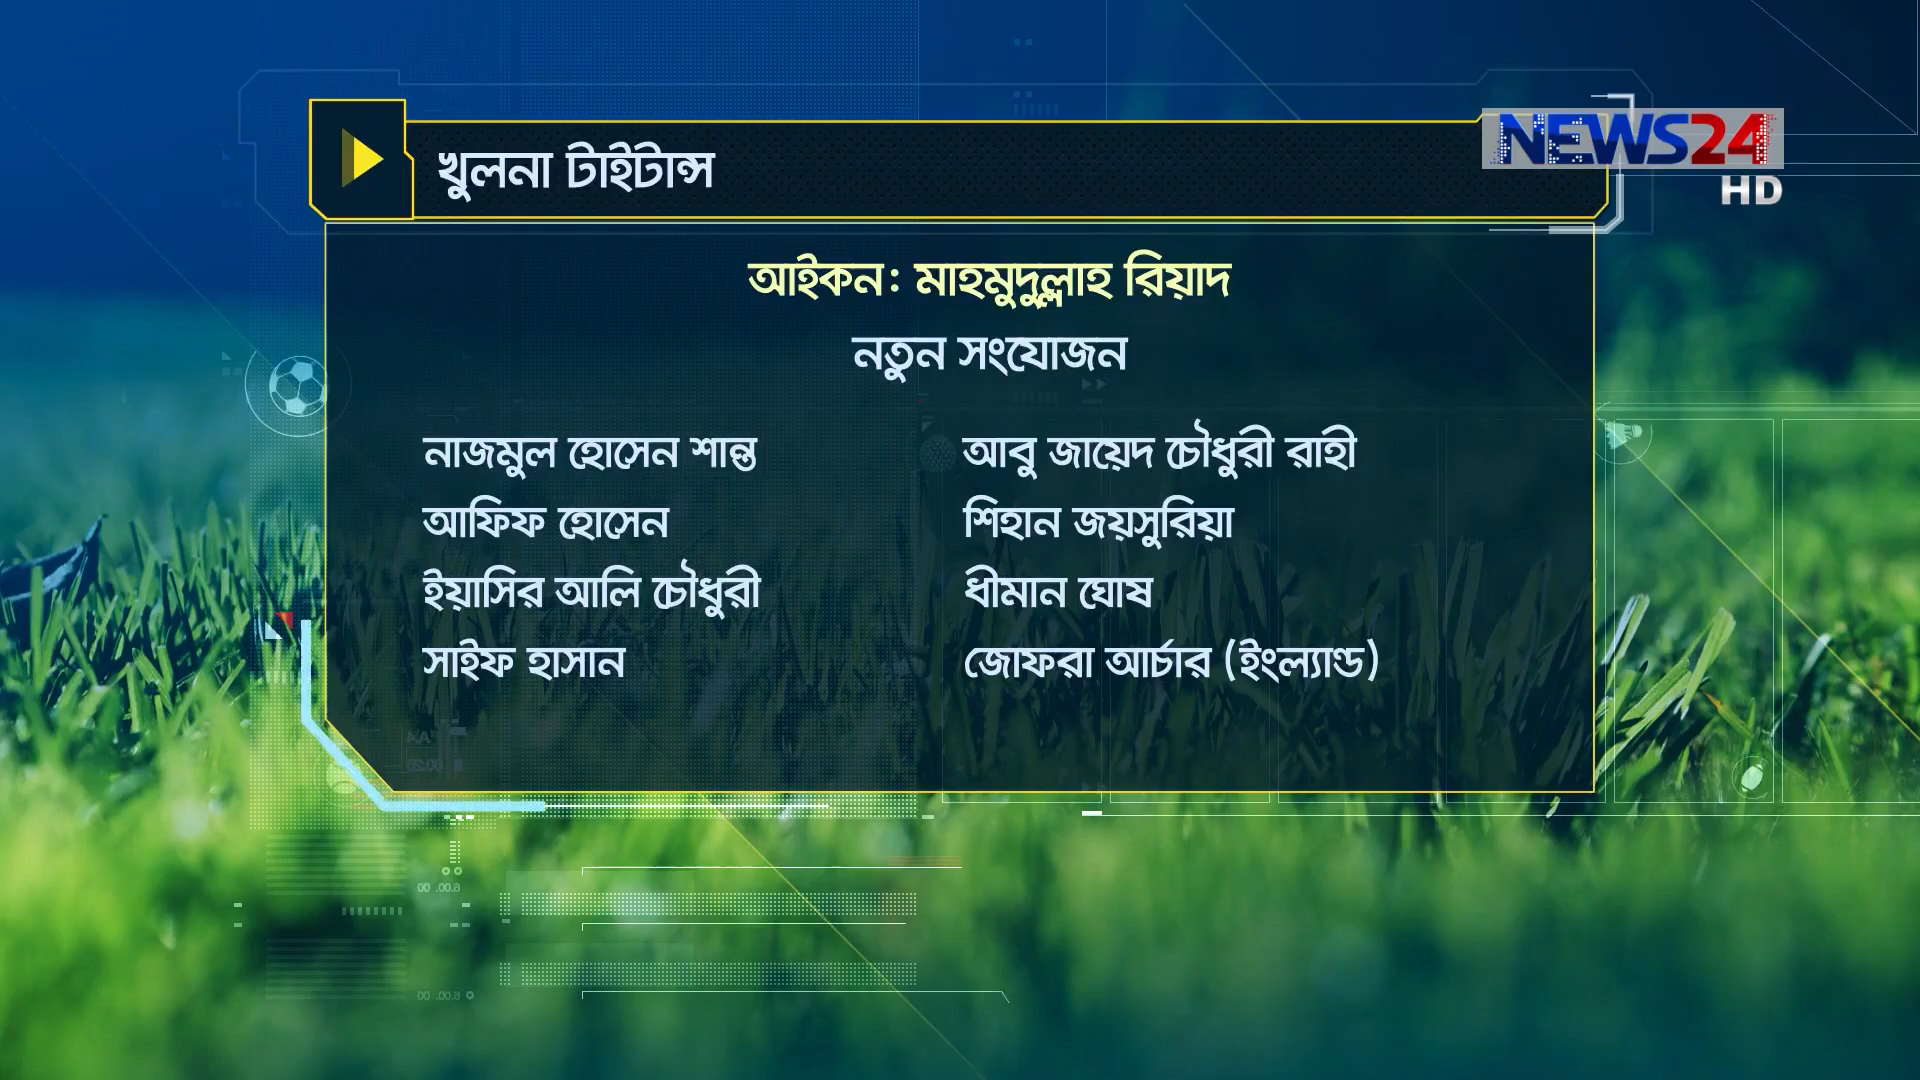 খুলনা টাইটান্স
NEWS24
HD
আইকন: মাহমুদুল্লাহ রিয়াদ
নতুন সংযোজন
নাজমুল হোসেন শান্ত
আফিফ হোসেন
ইয়াসির আলি চৌধুরী
সাইফ হাসান
আবু জায়েদ চৌধুরী রাহী
শিহান জয়সুরিয়া
ধীমান ঘোষ
জোফরা আর্চার (ইংল্যান্ড)